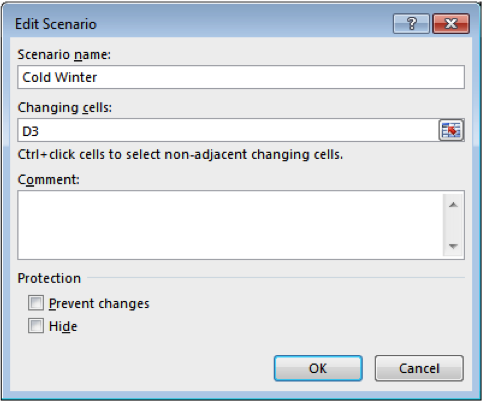 Edit Scenario
?
Scenario name:
Cold Winter
Changing cells:
D3
Ctrl+click cells to select non-adjacent changing cells.
Comment:
Protection
Prevent changes
Hide
OK Cancel